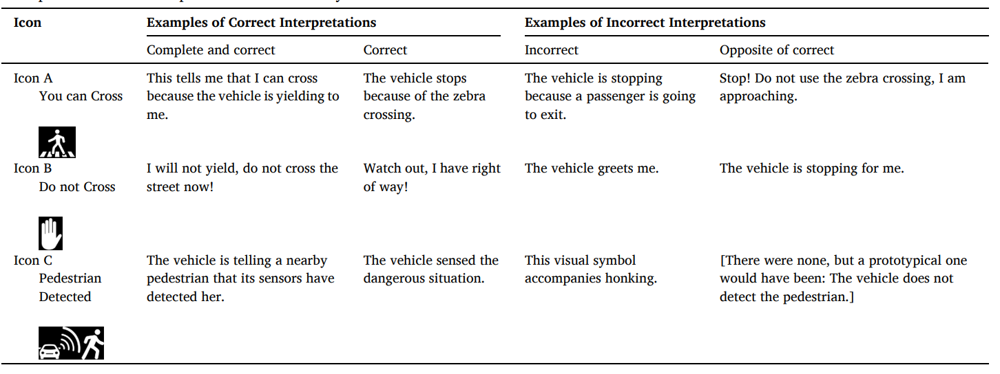 Icon Examples of Correct Interpretations Examples of Incorrect Interpretations
Complete and correct Correct Incorrect Opposite of correct
Icon A This tells me that I can cross The vehicle stops The vehicle is stopping Stop! Do not use the zebra crossing, I am
You can Cross because the vehicle is yielding to because of the zebra because a passenger is going approaching.
me. crossing. to exit.
Icon B I will not yield, do not cross the Watch out, I have right The vehicle greets me. The vehicle is stopping for me.
Do not Cross street now! of way!
Icon C The vehicle is telling a nearby The vehicle sensed the This visual symbol [There were none, but a prototypical one
Pedestrian pedestrian that its sensors have dangerous situation. accompanies honking. would have been: The vehicle does not
Detected detected her. detect the pedestrian.]